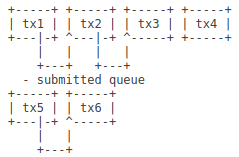 +-----+ +-----+ +-----+ +-----+
| tx1 | | tx2 | | tx3 | | tx4 |
+---|-+ ^---|-+ ^-----+ +-----+
    |   |   |   |
    +---+   +---+
  - submitted queue
+-----+ +-----+
| tx5 | | tx6 |
+---|-+ ^-----+
    |   |
    +---+